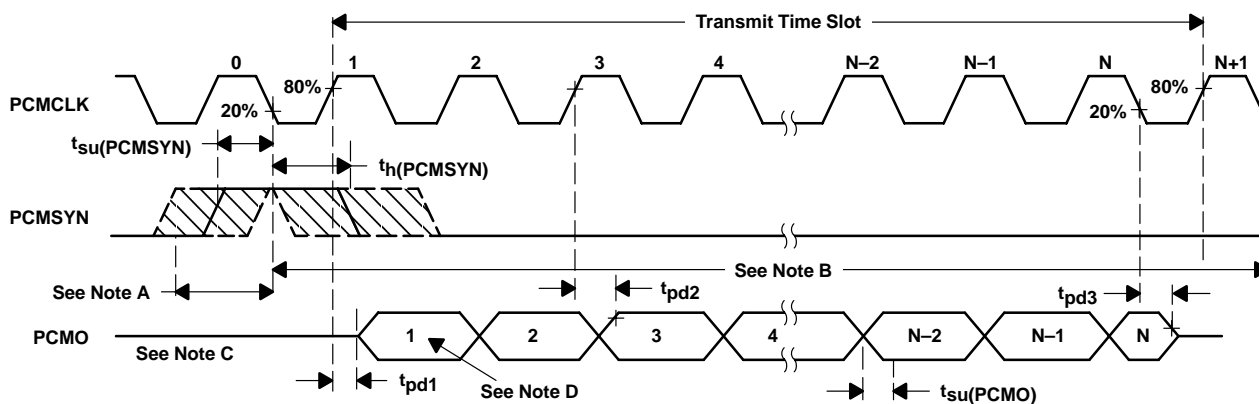 Transmit Time Slot
0 1 2 3 4 N–2 N–1 N N+1
PCMCLK
80%
20%
80%
20%
tsu(PCMSYN)
th(PCMSYN)
PCMSYN
See Note B
See Note A
tpd2
tpd3
PCMO
1 2 3 4 N–2 N–1 N
See Note C
tpd1
See Note D
tsu(PCMO)